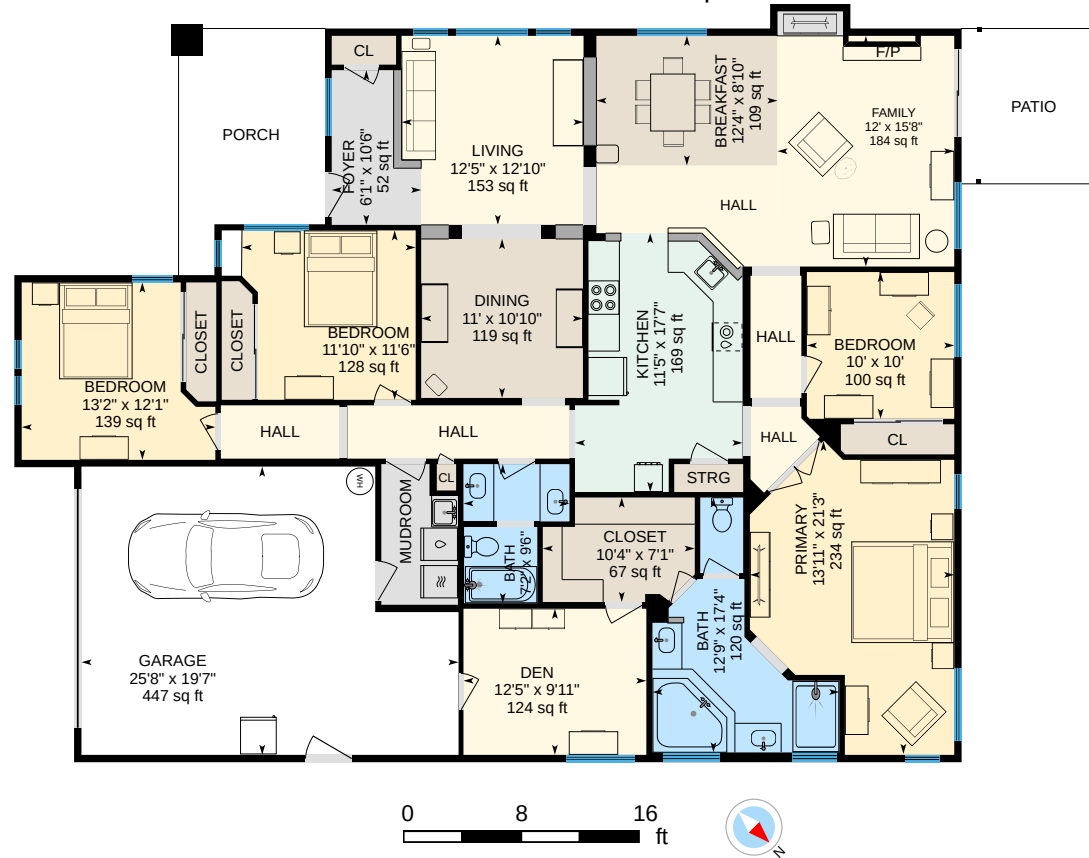 CL
F/P
PORCH
FOYER
6'1" x 10'6"
52 sq ft
LIVING
12'5" x 12'10"
153 sq ft
BREAKFAST
12'4" x 8'10"
109 sq ft
FAMILY
12' x 15'8"
184 sq ft
PATIO
HALL
BEDROOM
13'2" x 12'1"
139 sq ft
CLOSET
CLOSET
BEDROOM
11'10" x 11'6"
128 sq ft
DINING
11' x 10'10"
119 sq ft
KITCHEN
11'5" x 17'7"
169 sq ft
HALL
BEDROOM
10' x 10'
100 sq ft
HALL
HALL
HALL
CL
WH
MUDROOM
CL
STRG
BATH
7'2" x 9'6"
CLOSET
10'4" x 7'1"
67 sq ft
PRIMARY
13'11" x 21'3"
234 sq ft
GARAGE
25'8" x 19'7"
447 sq ft
DEN
12'5" x 9'11"
124 sq ft
BATH
12'9" x 17'4"
120 sq ft
0 8 16
ft
N